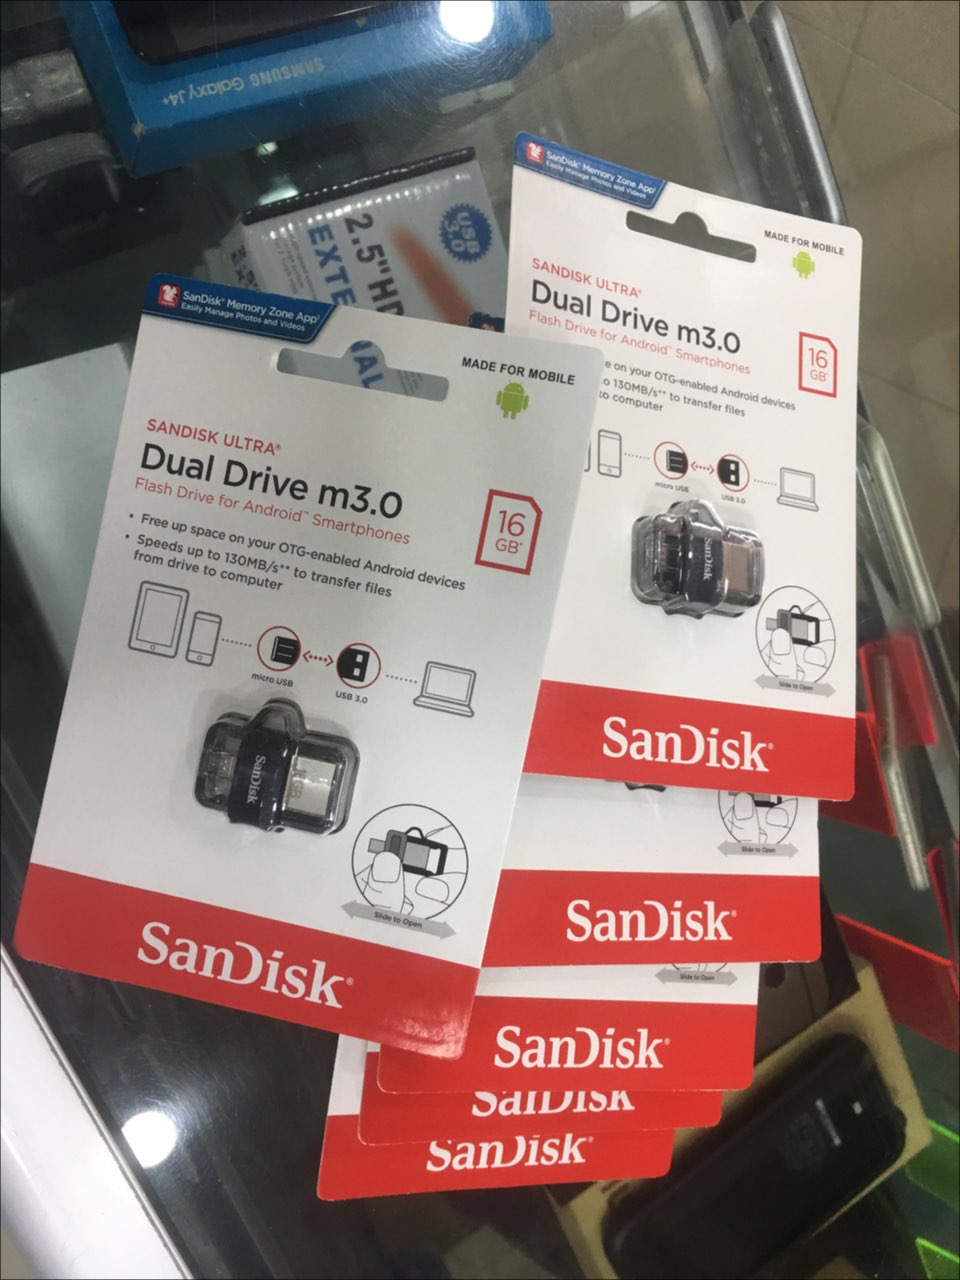 SAMSUNG Galaxy J4+
2.5"HD
EXTE
NAL
USB
3.0
SanDisk® Memory Zone App¹
Easily Manage Photos and Videos
MADE FOR MOBILE
SANDISK ULTRA®
Dual Drive m3.0
Flash Drive for Android™ Smartphones
16
GB*
e on your OTG-enabled Android devices
o 130MB/s** to transfer files
to computer
micro USB
USB 3.0
SanDisk
Slide to Open
SanDisk®
SanDisk® Memory Zone App¹
Easily Manage Photos and Videos
MADE FOR MOBILE
SANDISK ULTRA®
Dual Drive m3.0
Flash Drive for Android™ Smartphones
16
GB*
• Free up space on your OTG-enabled Android devices
• Speeds up to 130MB/s** to transfer files
from drive to computer
micro USB
USB 3.0
SanDisk
Slide to Open
SanDisk®
Slide to Open
SanDisk®
Slide to Open
SanDisk®
SanDisk
SanDisk®